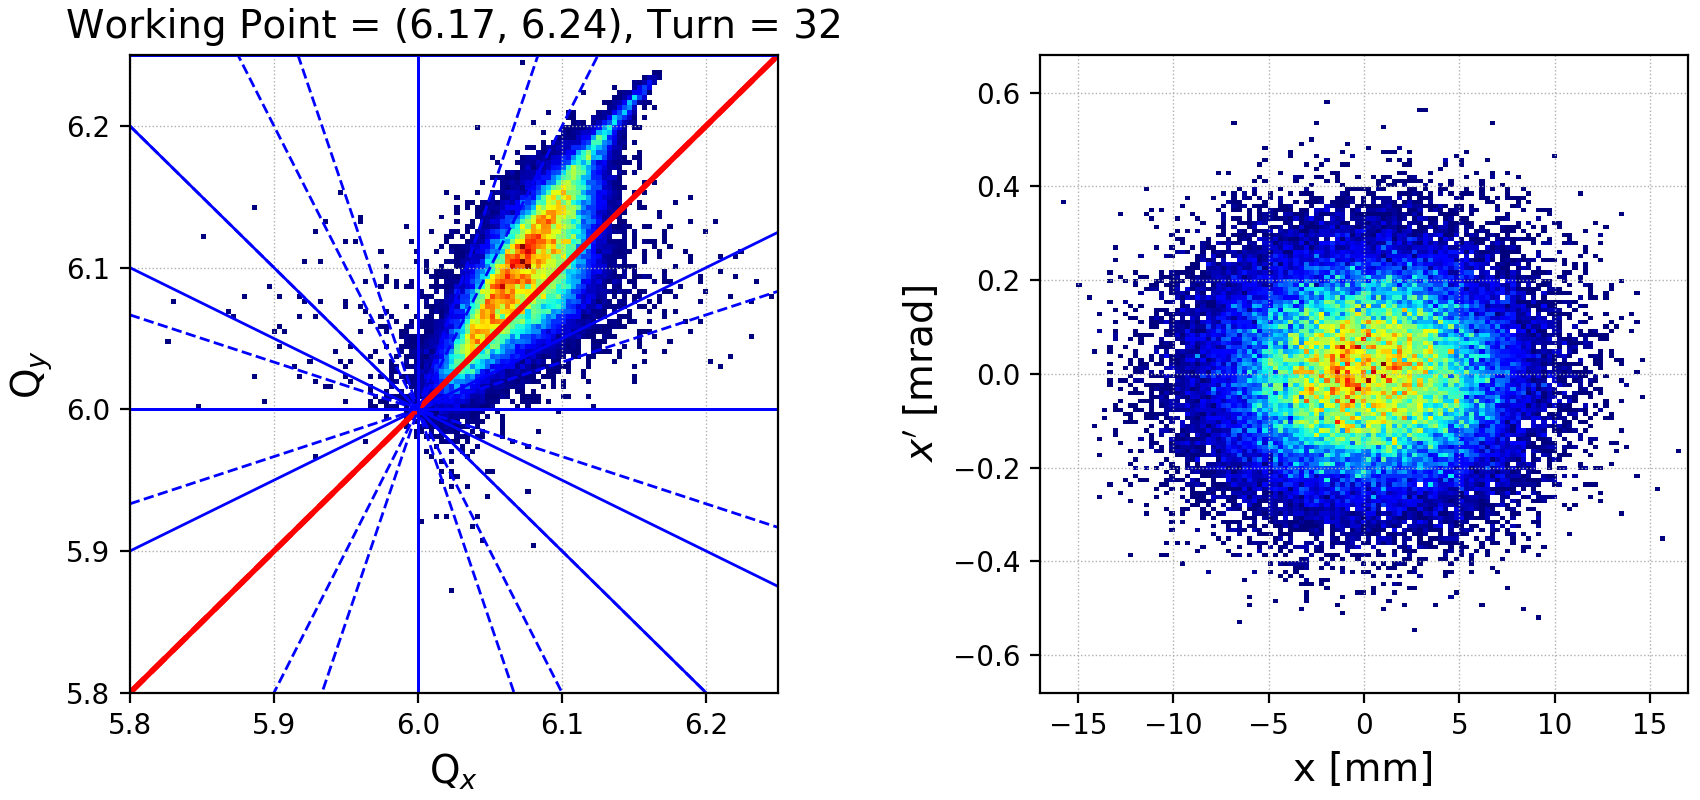 Working Point = (6.17, 6.24), Turn = 32
6.2
6.1
6.0
5.9
5.8
Q_y
5.8 5.9 6.0 6.1 6.2
Q_x
0.6
0.4
0.2
0.0
−0.2
−0.4
−0.6
x′ [mrad]
−15 −10 −5 0 5 10 15
x [mm]